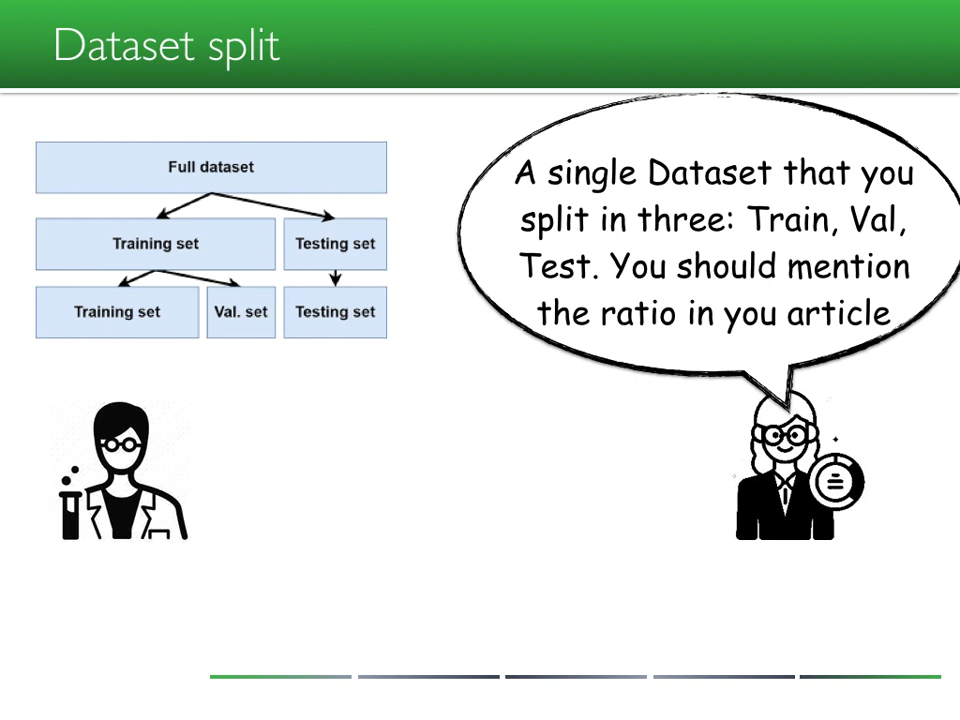 Dataset split
Full dataset
Training set
Testing set
Training set
Val. set
Testing set
A single Dataset that you
split in three: Train, Val,
Test. You should mention
the ratio in you article